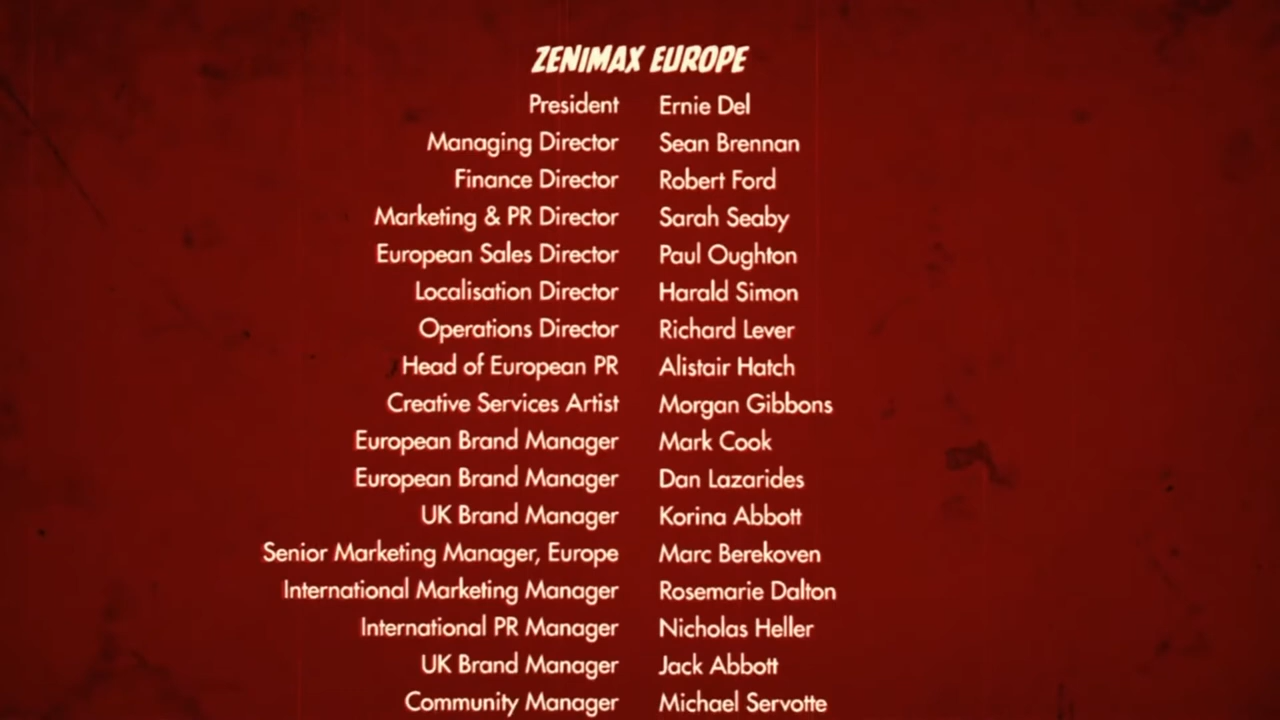 ZENIMAX EUROPE
President Ernie Del
Managing Director Sean Brennan
Finance Director Robert Ford
Marketing & PR Director Sarah Seaby
European Sales Director Paul Oughton
Localisation Director Harald Simon
Operations Director Richard Lever
Head of European PR Alistair Hatch
Creative Services Artist Morgan Gibbons
European Brand Manager Mark Cook
European Brand Manager Dan Lazarides
UK Brand Manager Korina Abbott
Senior Marketing Manager, Europe Marc Berekoven
International Marketing Manager Rosemarie Dalton
International PR Manager Nicholas Heller
UK Brand Manager Jack Abbott
Community Manager Michael Servotte